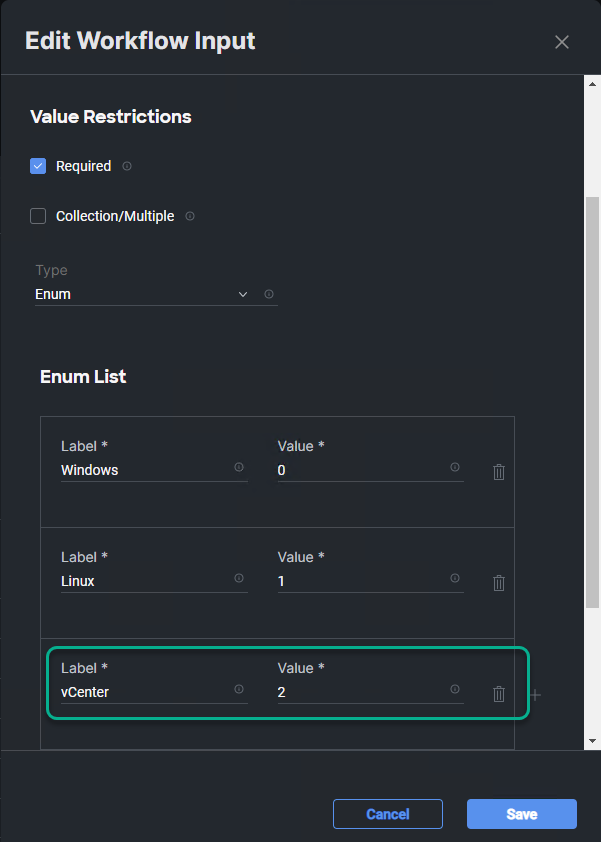 Edit Workflow Input
Value Restrictions
Required
Collection/Multiple
Type
Enum
Enum List
Label * Value *
Windows 0
Label * Value *
Linux 1
Label * Value *
vCenter 2
Cancel Save